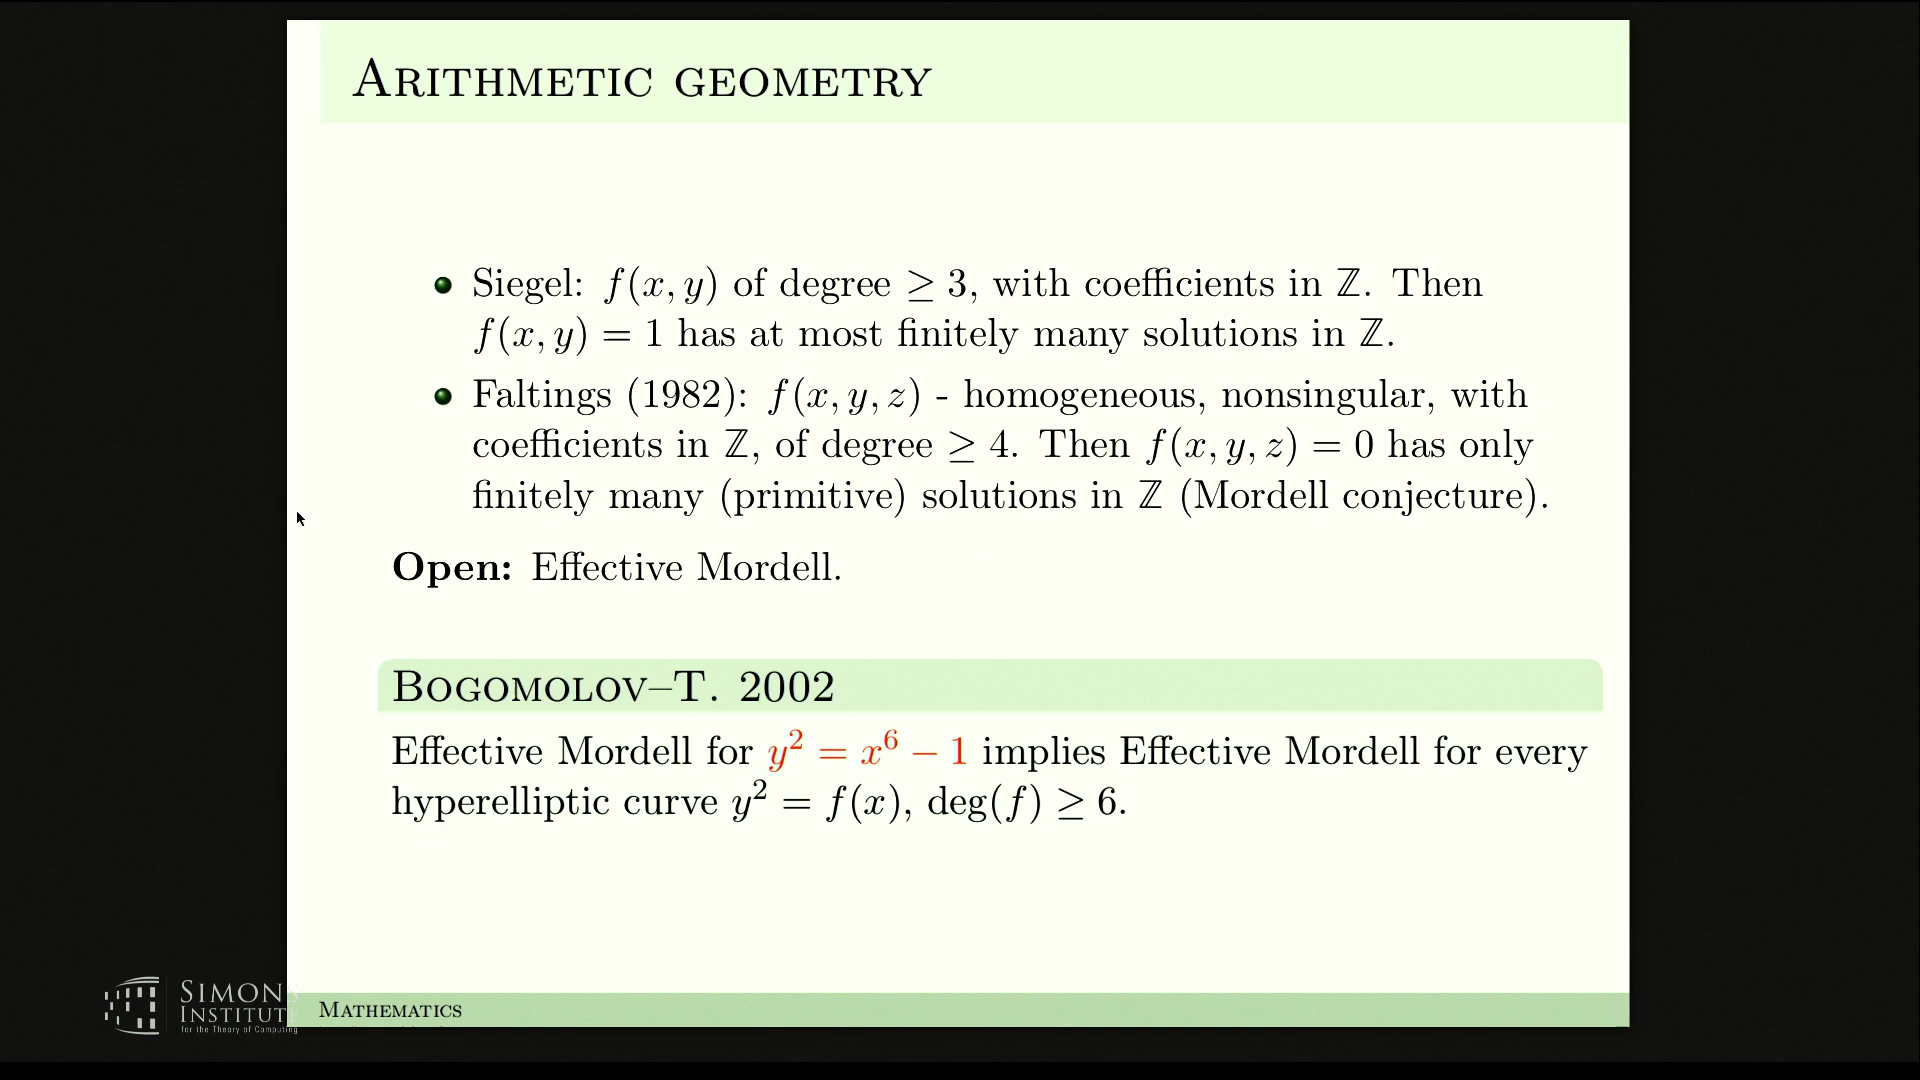 ARITHMETIC GEOMETRY
Siegel: f(x, y) of degree ≥ 3, with coefficients in ℤ. Then
f(x, y) = 1 has at most finitely many solutions in ℤ.
Faltings (1982): f(x, y, z) - homogeneous, nonsingular, with
coefficients in ℤ, of degree ≥ 4. Then f(x, y, z) = 0 has only
finitely many (primitive) solutions in ℤ (Mordell conjecture).
Open: Effective Mordell.
BOGOMOLOV–T. 2002
Effective Mordell for y² = x⁶ − 1 implies Effective Mordell for every
hyperelliptic curve y² = f(x), deg(f) ≥ 6.
MATHEMATICS
SIMONS
INSTITUT
for the Theory of Computing